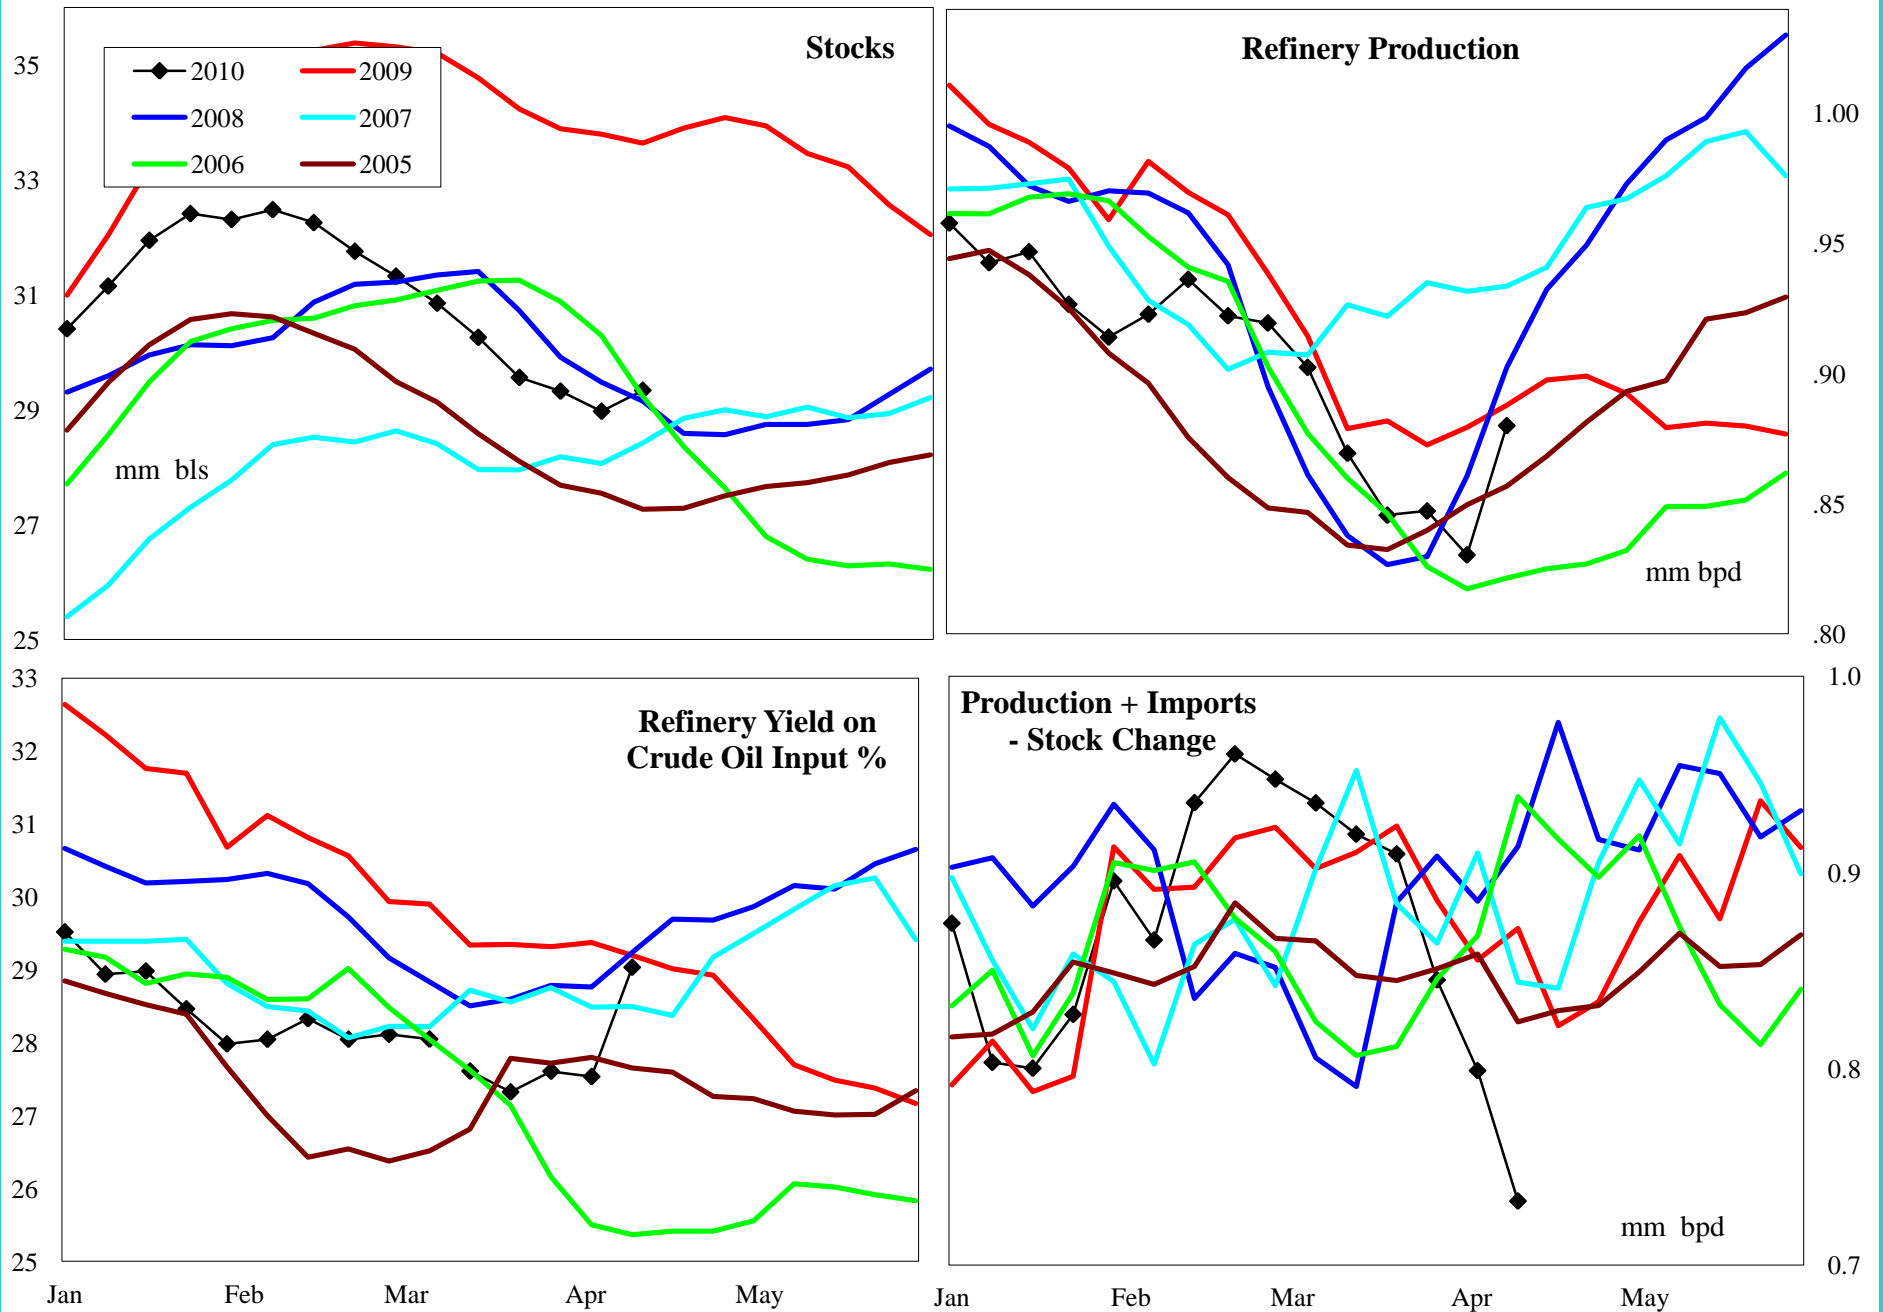 Stocks
2010 2009
2008 2007
2006 2005
mm bls
35
33
31
29
27
25
Refinery Production
mm bpd
1.00
.95
.90
.85
.80
Refinery Yield on
Crude Oil Input %
33
32
31
30
29
28
27
26
25
Jan Feb Mar Apr May
Production + Imports
- Stock Change
mm bpd
1.0
0.9
0.8
0.7
Jan Feb Mar Apr May